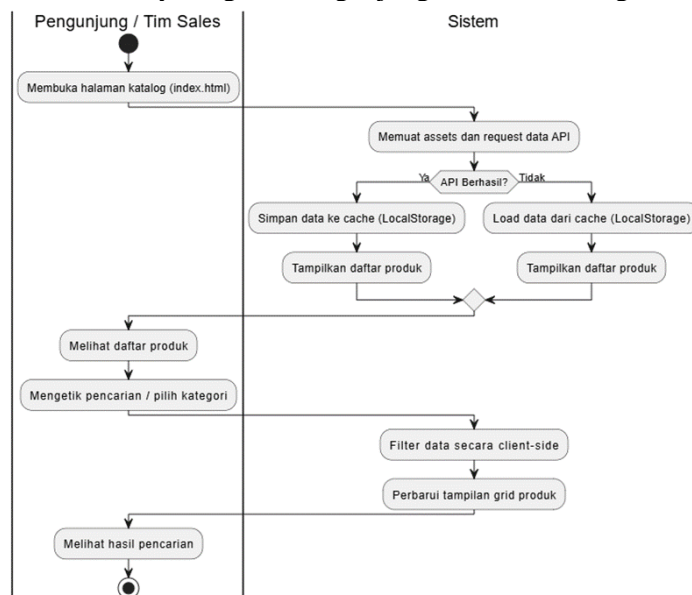 Pengunjung / Tim Sales
Sistem
Membuka halaman katalog (index.html)
Memuat assets dan request data API
Ya
API Berhasil?
Tidak
Simpan data ke cache (LocalStorage)
Load data dari cache (LocalStorage)
Tampilkan daftar produk
Tampilkan daftar produk
Melihat daftar produk
Mengetik pencarian / pilih kategori
Filter data secara client-side
Perbarui tampilan grid produk
Melihat hasil pencarian